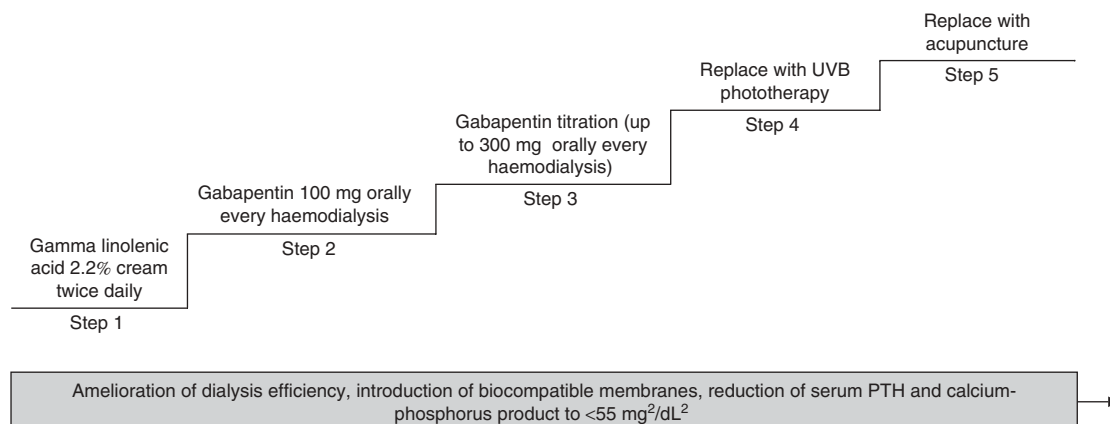 Gamma linolenic
acid 2.2% cream
twice daily
Step 1
Gabapentin 100 mg orally
every haemodialysis
Step 2
Gabapentin titration (up
to 300 mg orally every
haemodialysis)
Step 3
Replace with UVB
phototherapy
Step 4
Replace with
acupuncture
Step 5
Amelioration of dialysis efficiency, introduction of biocompatible membranes, reduction of serum PTH and calcium-
phosphorus product to <55 mg²/dL²